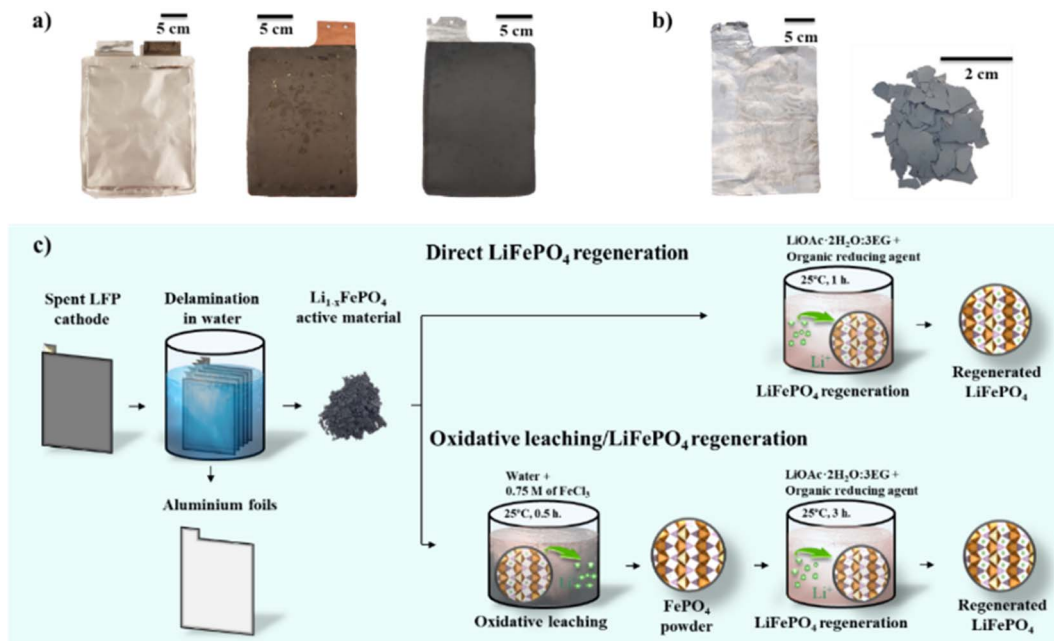 a)
5 cm
5 cm
5 cm
b)
5 cm
2 cm
c)
Direct LiFePO₄ regeneration
Spent LFP
cathode
Delamination
in water
Li₁₋ₓFePO₄
active material
LiOAc·2H₂O:3EG +
Organic reducing agent
25ºC, 1 h.
Li⁺
LiFePO₄ regeneration
Regenerated
LiFePO₄
Aluminium foils
Oxidative leaching/LiFePO₄ regeneration
Water +
0.75 M of FeCl₃
25ºC, 0.5 h.
Li⁺
Oxidative leaching
FePO₄
powder
LiOAc·2H₂O:3EG +
Organic reducing agent
25ºC, 3 h.
Li⁺
LiFePO₄ regeneration
Regenerated
LiFePO₄